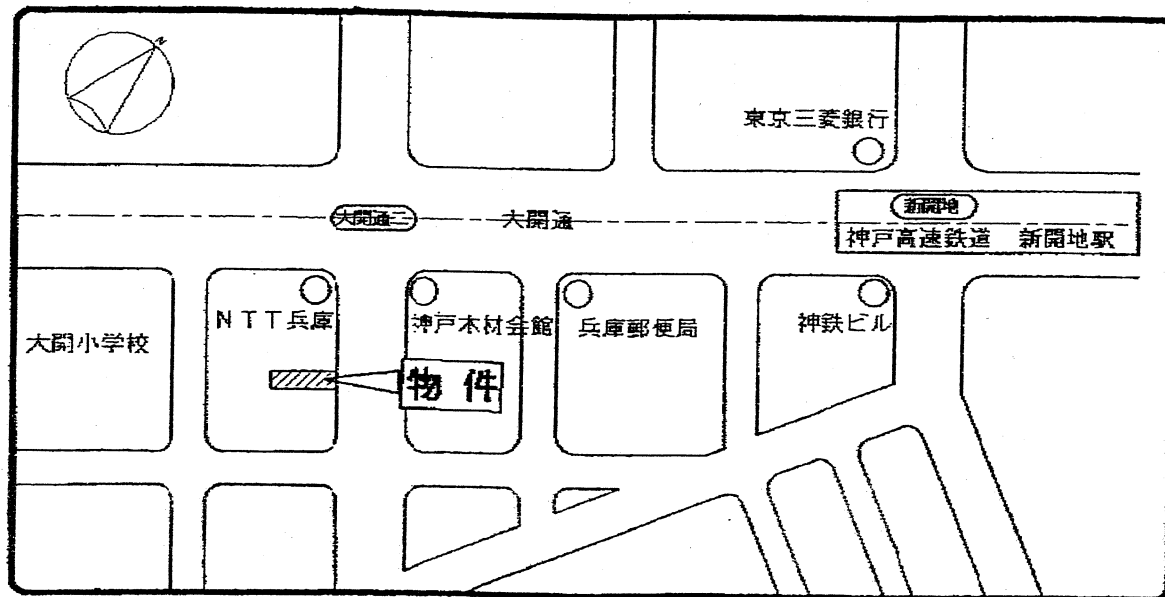 N
東京三菱銀行
大開通二
大開通
新開地
神戸高速鉄道 新開地駅
大開小学校
NTT兵庫
神戸木材会館
兵庫郵便局
神鉄ビル
物件